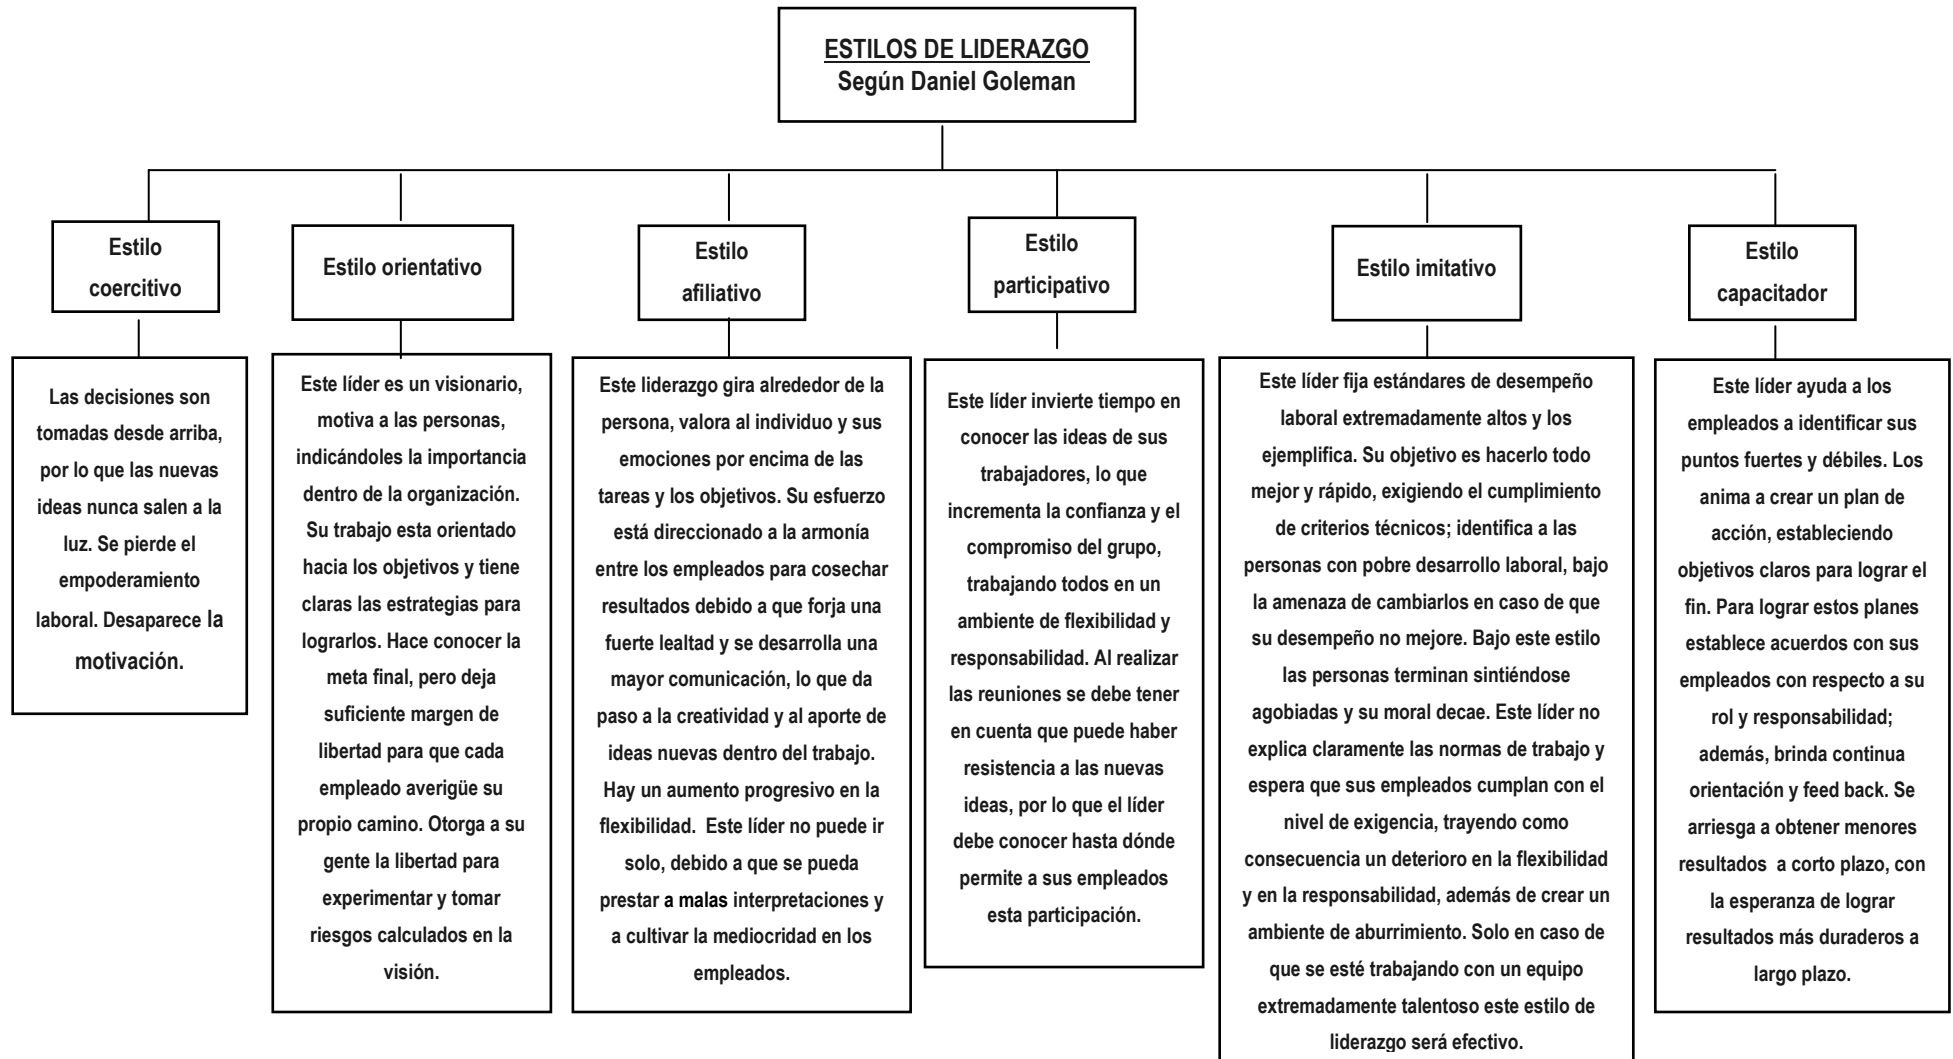 ESTILOS DE LIDERAZGO
Según Daniel Goleman
Estilo
coercitivo
Estilo orientativo
Estilo
afiliativo
Estilo
participativo
Estilo imitativo
Estilo
capacitador
Las decisiones son
tomadas desde arriba,
por lo que las nuevas
ideas nunca salen a la
luz. Se pierde el
empoderamiento
laboral. Desaparece la
motivación.
Este líder es un visionario,
motiva a las personas,
indicándoles la importancia
dentro de la organización.
Su trabajo esta orientado
hacia los objetivos y tiene
claras las estrategias para
lograrlos. Hace conocer la
meta final, pero deja
suficiente margen de
libertad para que cada
empleado averigüe su
propio camino. Otorga a su
gente la libertad para
experimentar y tomar
riesgos calculados en la
visión.
Este liderazgo gira alrededor de la
persona, valora al individuo y sus
emociones por encima de las
tareas y los objetivos. Su esfuerzo
está direccionado a la armonía
entre los empleados para cosechar
resultados debido a que forja una
fuerte lealtad y se desarrolla una
mayor comunicación, lo que da
paso a la creatividad y al aporte de
ideas nuevas dentro del trabajo.
Hay un aumento progresivo en la
flexibilidad. Este líder no puede ir
solo, debido a que se pueda
prestar a malas interpretaciones y
a cultivar la mediocridad en los
empleados.
Este líder invierte tiempo en
conocer las ideas de sus
trabajadores, lo que
incrementa la confianza y el
compromiso del grupo,
trabajando todos en un
ambiente de flexibilidad y
responsabilidad. Al realizar
las reuniones se debe tener
en cuenta que puede haber
resistencia a las nuevas
ideas, por lo que el líder
debe conocer hasta dónde
permite a sus empleados
esta participación.
Este líder fija estándares de desempeño
laboral extremadamente altos y los
ejemplifica. Su objetivo es hacerlo todo
mejor y rápido, exigiendo el cumplimiento
de criterios técnicos; identifica a las
personas con pobre desarrollo laboral, bajo
la amenaza de cambiarlos en caso de que
su desempeño no mejore. Bajo este estilo
las personas terminan sintiéndose
agobiadas y su moral decae. Este líder no
explica claramente las normas de trabajo y
espera que sus empleados cumplan con el
nivel de exigencia, trayendo como
consecuencia un deterioro en la flexibilidad
y en la responsabilidad, además de crear un
ambiente de aburrimiento. Solo en caso de
que se esté trabajando con un equipo
extremadamente talentoso este estilo de
liderazgo será efectivo.
Este líder ayuda a los
empleados a identificar sus
puntos fuertes y débiles. Los
anima a crear un plan de
acción, estableciendo
objetivos claros para lograr el
fin. Para lograr estos planes
establece acuerdos con sus
empleados con respecto a su
rol y responsabilidad;
además, brinda continua
orientación y feed back. Se
arriesga a obtener menores
resultados a corto plazo, con
la esperanza de lograr
resultados más duraderos a
largo plazo.